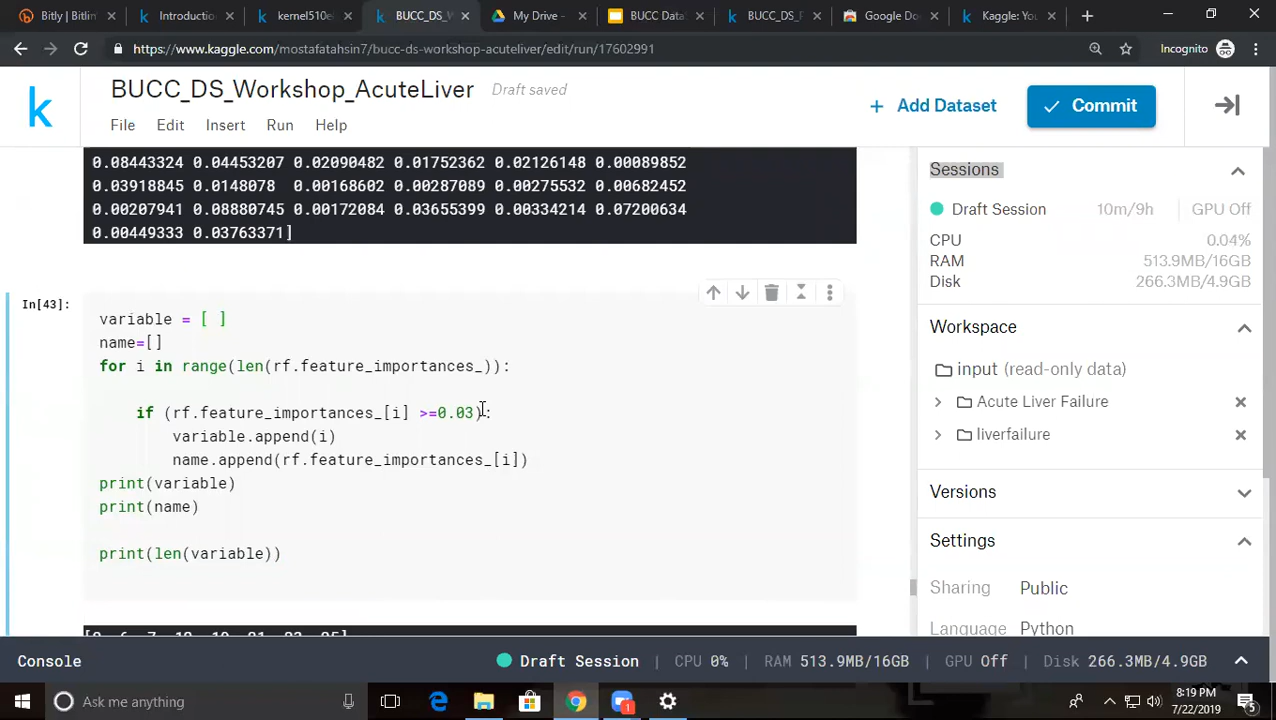 Bitly | Bitlin
Introduction
kernel510ei
BUCC_DS_W
My Drive -
BUCC Data
BUCC_DS_F
Google Do
Kaggle: You
https://www.kaggle.com/mostafatahsin7/bucc-ds-workshop-acuteliver/edit/run/17602991
Incognito
k
BUCC_DS_Workshop_AcuteLiver
Draft saved
File Edit Insert Run Help
+ Add Dataset
Commit
0.08443324 0.04453207 0.02090482 0.01752362 0.02126148 0.00089852
0.03918845 0.0148078 0.00168602 0.00287089 0.00275532 0.00682452
0.00207941 0.08880745 0.00172084 0.03655399 0.00334214 0.07200634
0.00449333 0.03763371]
In[43]:
variable = [ ]
name=[]
for i in range(len(rf.feature_importances_)):
if (rf.feature_importances_[i] >=0.03):
variable.append(i)
name.append(rf.feature_importances_[i])
print(variable)
print(name)
print(len(variable))
Sessions
Draft Session 10m/9h GPU Off
CPU 0.04%
RAM 513.9MB/16GB
Disk 266.3MB/4.9GB
Workspace
input (read-only data)
Acute Liver Failure
liverfailure
Versions
Settings
Sharing Public
Language Python
Console
Draft Session | CPU 0% | RAM 513.9MB/16GB | GPU Off | Disk 266.3MB/4.9GB
Ask me anything
8:19 PM
7/22/2019
1
5